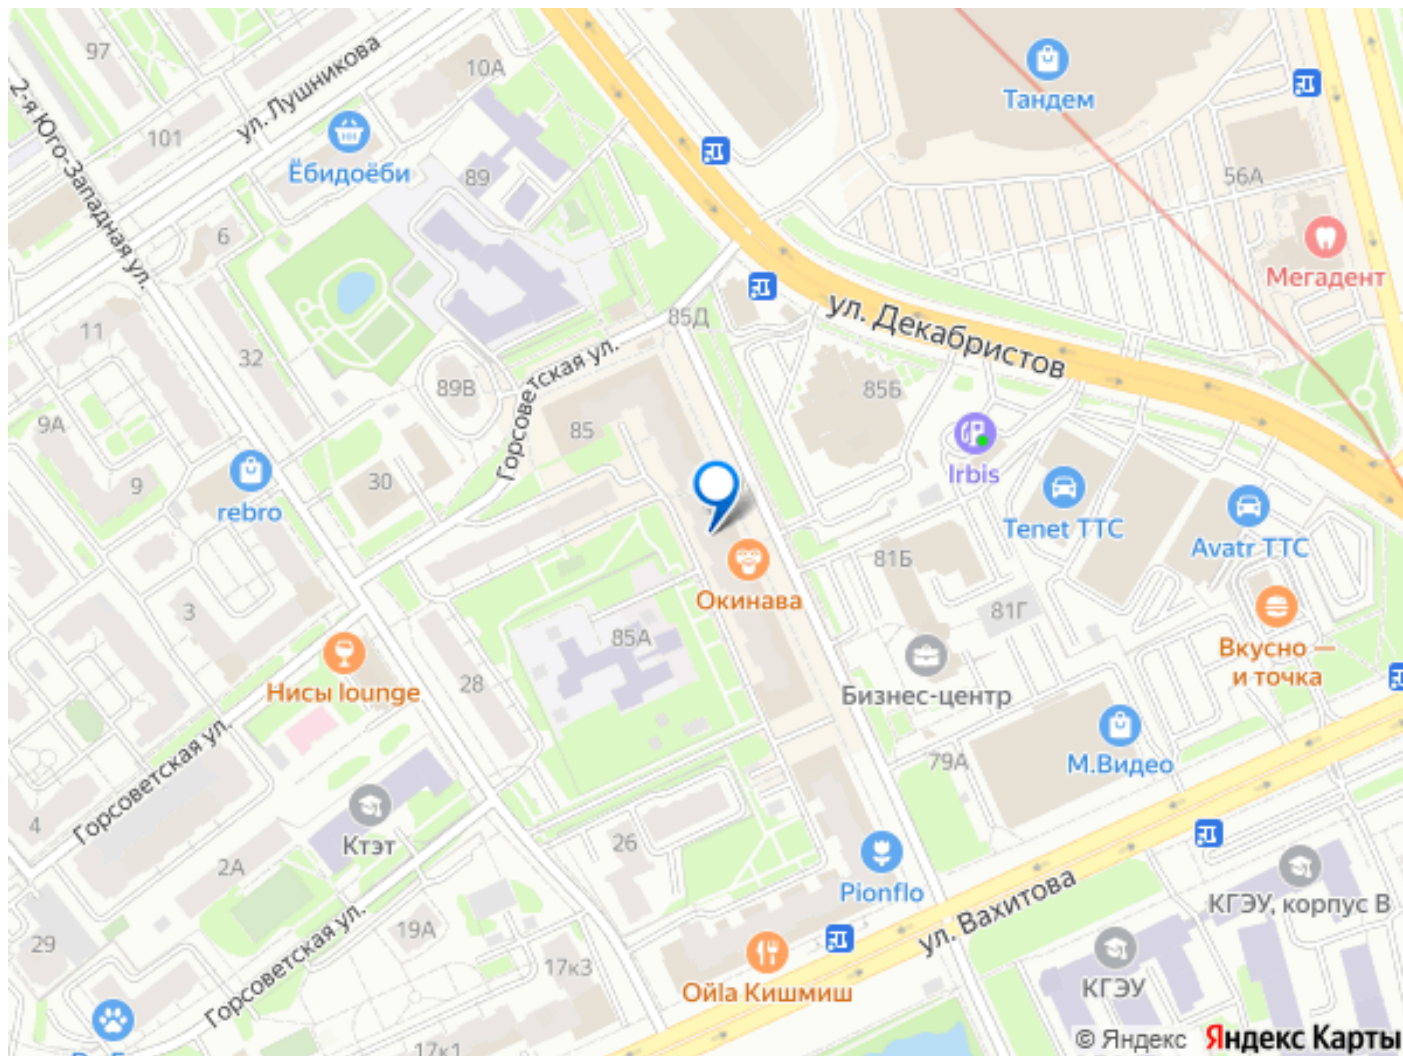 97
10А
ул. Лушникова
Тандем
2-я Юго-Западная ул.
101
Ёбидоёби
89
56А
6
Мегадент
ул. Декабристов
85Д
11
32
Горсоветская ул.
89В
85Б
9А
85
Irbis
30
9
rebro
Tenet ТТС
Avatr ТТС
81Б
Окинава
3
85А
81Г
Вкусно —
и точка
Нисы lounge
28
Бизнес-центр
Горсоветская ул.
79А
М.Видео
4
Ктэт
26
2А
Pionflo
ул. Вахитова
КГЭУ, корпус В
19А
29
Горсоветская ул.
17к3
Ойla Кишмиш
КГЭУ
17к1
© Яндекс Яндекс Карты